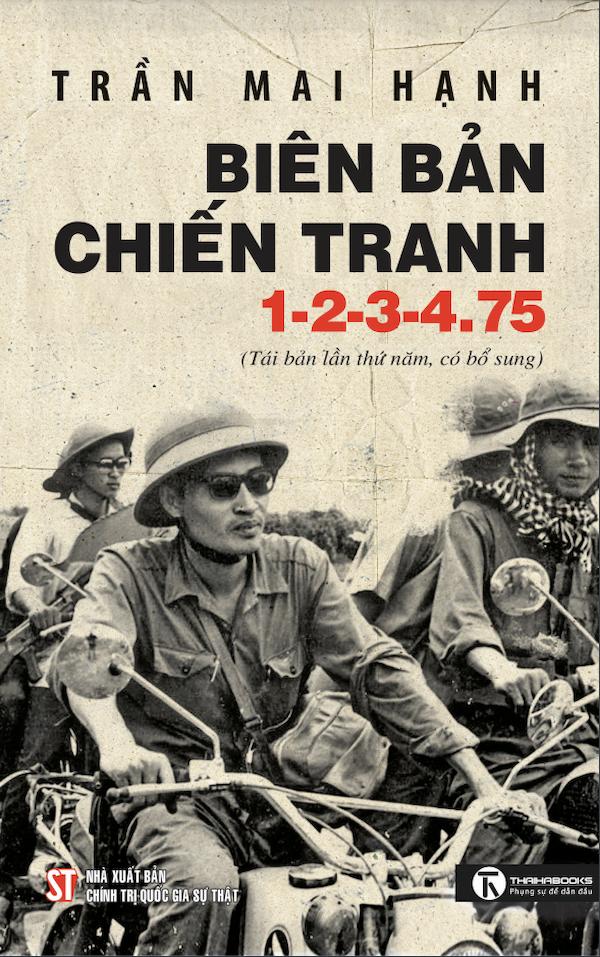 TRẦN MAI HẠNH
BIÊN BẢN
CHIẾN TRANH
1-2-3-4.75
(Tái bản lần thứ năm, có bổ sung)
ST
NHÀ XUẤT BẢN
CHÍNH TRỊ QUỐC GIA SỰ THẬT
THAIHABOOKS
Phụng sự để dẫn đầu